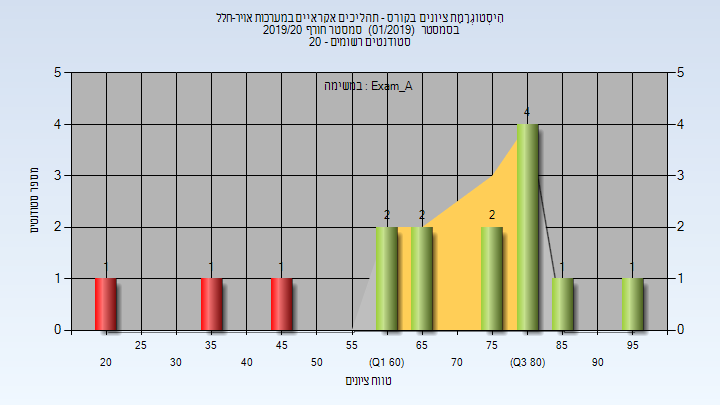 היסטוגרמת ציונים בקורס - תהליכים אקראיים במערכות אויר-חלל
בסמסטר (01/2019) סמסטר חורף 2019/20
סטודנטים רשומים - 20
במשימה : Exam_A
מספר סטודנטים
5 5
4 4
3 3
2 2
1 1
0 0
1 1 1 2 2 2 4 1 1
25 35 45 55 65 75 85 95
20 30 40 50 (Q1 60) 70 (Q3 80) 90
טווח ציונים